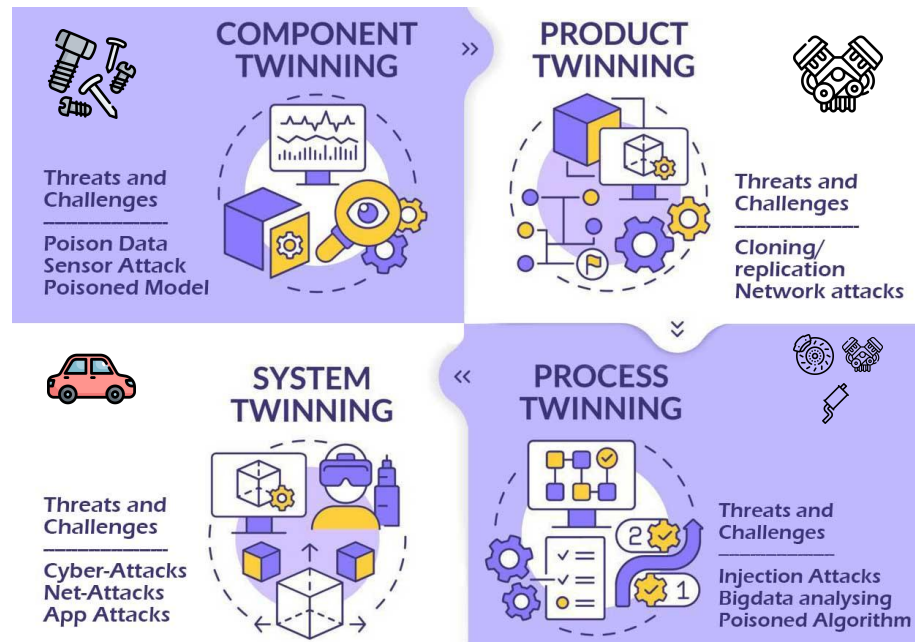 COMPONENT
TWINNING
Threats and
Challenges
Poison Data
Sensor Attack
Poisoned Model
PRODUCT
TWINNING
Threats and
Challenges
Cloning/
replication
Network attacks
SYSTEM
TWINNING
Threats and
Challenges
Cyber-Attacks
Net-Attacks
App Attacks
PROCESS
TWINNING
2
1
Threats and
Challenges
Injection Attacks
Bigdata analysing
Poisoned Algorithm